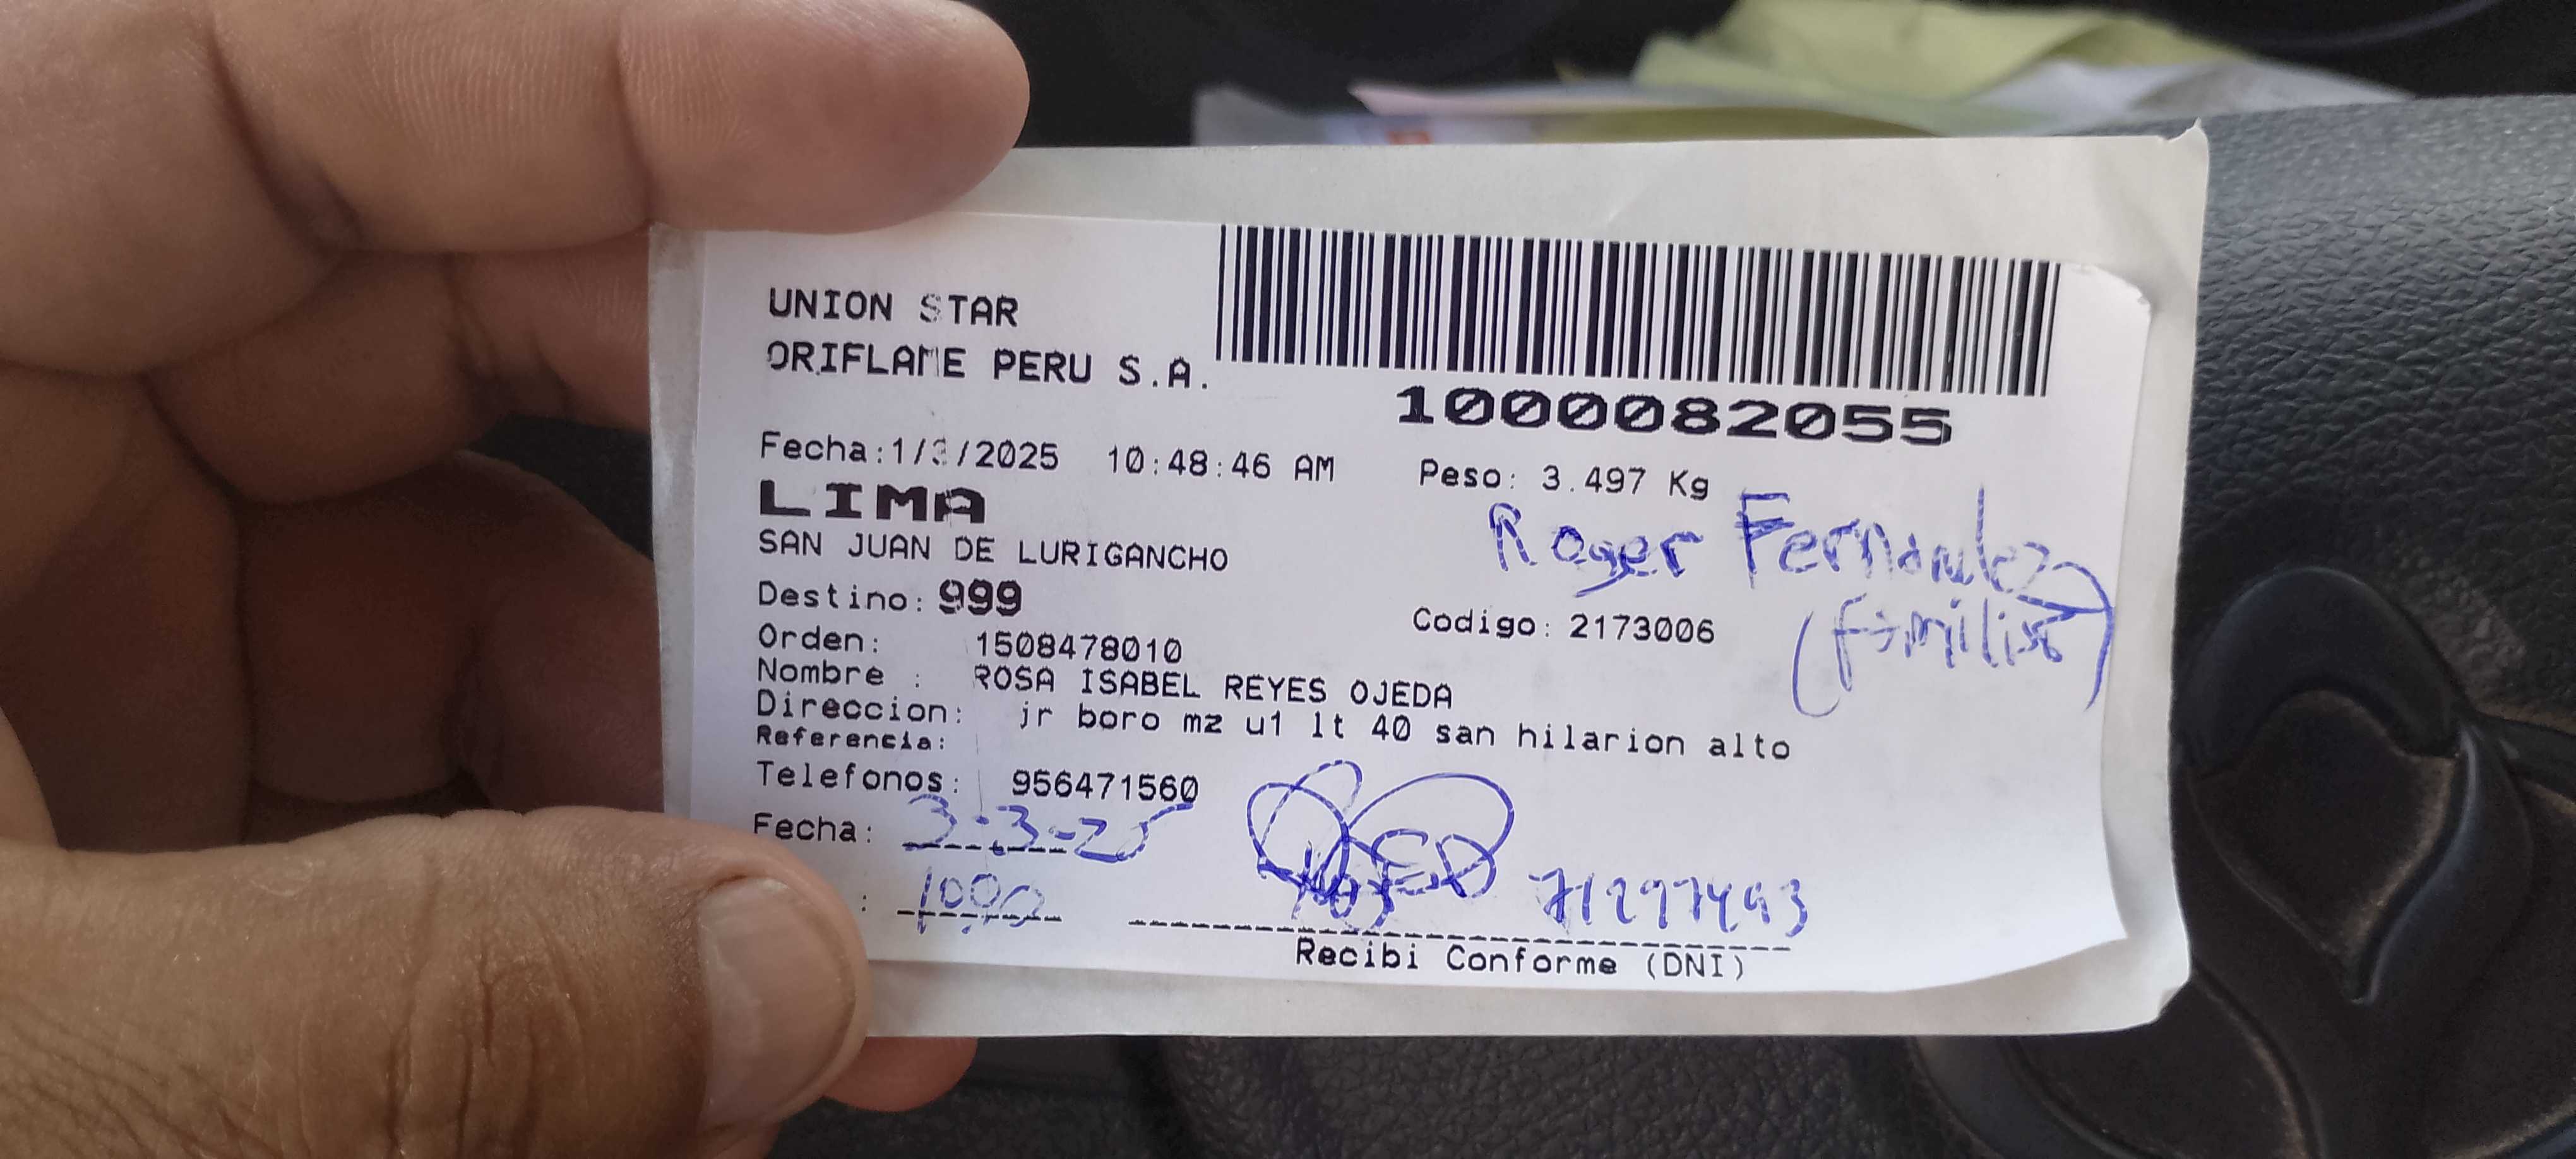 UNION STAR
ORIFLAME PERU S.A.
1000082055
Fecha:1/3/2025 10:48:46 AM Peso: 3.497 Kg
LIMA
Roger Fernandez
SAN JUAN DE LURIGANCHO
(familiar)
Destino: 999
Codigo: 2173006
Orden: 1508478010
Nombre : ROSA ISABEL REYES OJEDA
Direccion: jr boro mz u1 lt 40 san hilarion alto
Referencia:
Telefonos: 956471560
Fecha: 3-3-25
: 71297493
Recibi Conforme (DNI)